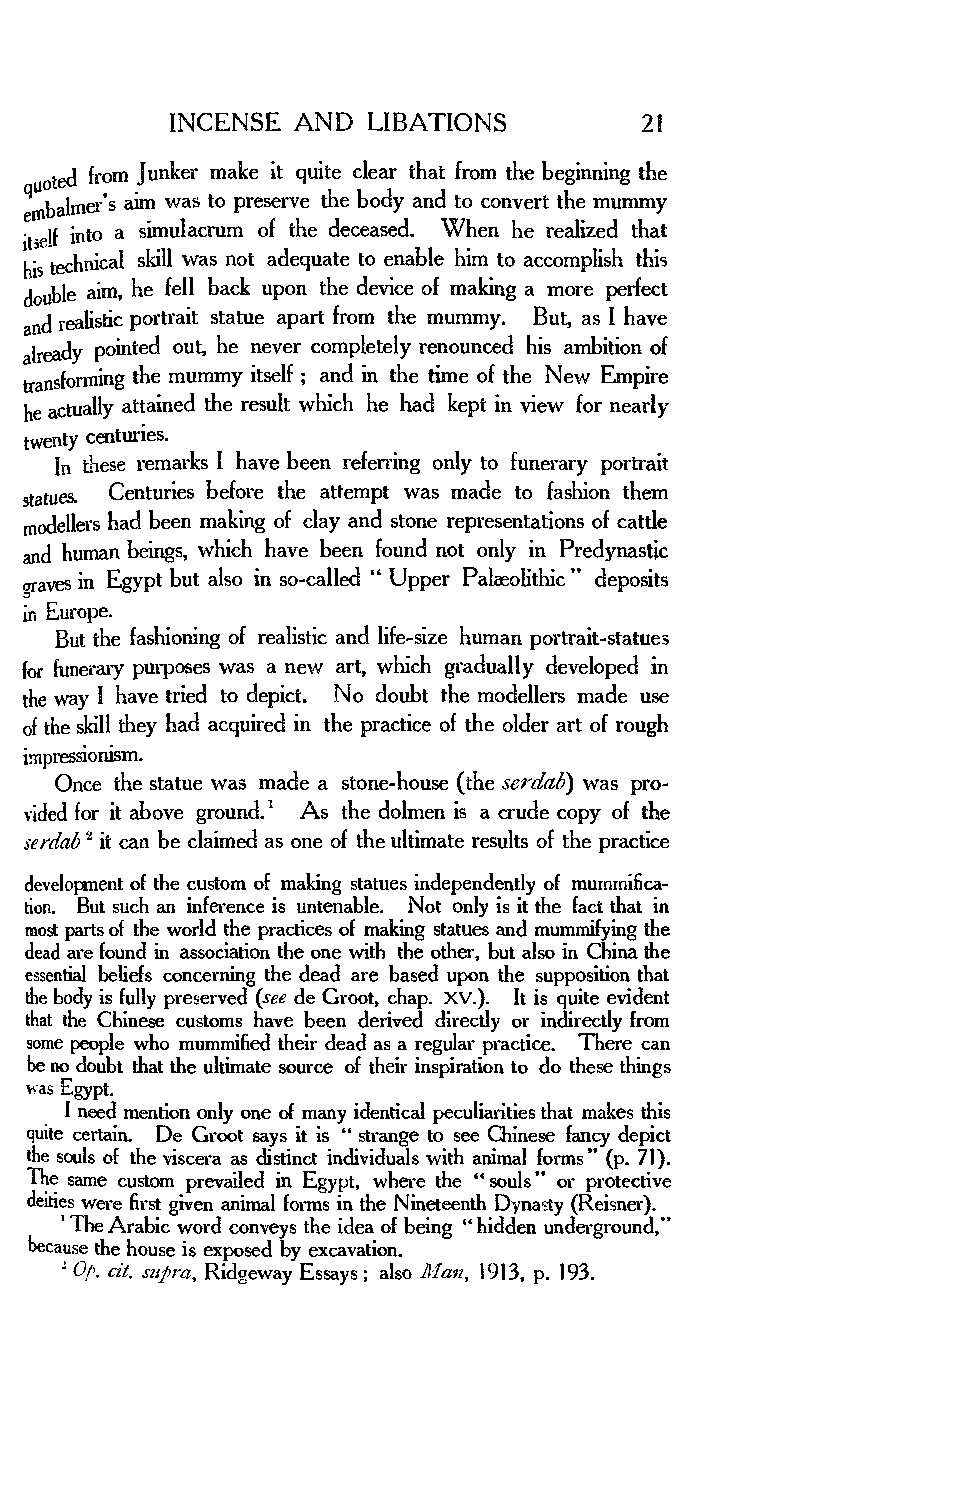 INCENSE AND LIBATIONS 21
quoted from Junker make it quite clear that from the beginning the
embalmer's aim was to preserve the body and to convert the mummy
itself into a simulacrum of the deceased. When he realized that
his technical skill was not adequate to enable him to accomplish this
double aim, he fell back upon the device of making a more perfect
and realistic portrait statue apart from the mummy. But, as I have
already pointed out, he never completely renounced his ambition of
transforming the mummy itself ; and in the time of the New Empire
he actually attained the result which he had kept in view for nearly
twenty centuries.
In these remarks I have been referring only to funerary portrait
statues. Centuries before the attempt was made to fashion them
modellers had been making of clay and stone representations of cattle
and human beings, which have been found not only in Predynastic
graves in Egypt but also in so-called “ Upper Palæolithic ” deposits
in Europe.
But the fashioning of realistic and life-size human portrait-statues
for funerary purposes was a new art, which gradually developed in
the way I have tried to depict. No doubt the modellers made use
of the skill they had acquired in the practice of the older art of rough
impressionism.
Once the statue was made a stone-house (the serdab) was pro-
vided for it above ground.¹ As the dolmen is a crude copy of the
serdab ² it can be claimed as one of the ultimate results of the practice
development of the custom of making statues independently of mummifica-
tion. But such an inference is untenable. Not only is it the fact that in
most parts of the world the practices of making statues and mummifying the
dead are found in association the one with the other, but also in China the
essential beliefs concerning the dead are based upon the supposition that
the body is fully preserved (see de Groot, chap. XV.). It is quite evident
that the Chinese customs have been derived directly or indirectly from
some people who mummified their dead as a regular practice. There can
be no doubt that the ultimate source of their inspiration to do these things
was Egypt.
I need mention only one of many identical peculiarities that makes this
quite certain. De Groot says it is “ strange to see Chinese fancy depict
the souls of the viscera as distinct individuals with animal forms ” (p. 71).
The same custom prevailed in Egypt, where the “ souls ” or protective
deities were first given animal forms in the Nineteenth Dynasty (Reisner).
¹ The Arabic word conveys the idea of being “ hidden underground,”
because the house is exposed by excavation.
² Op. cit. supra, Ridgeway Essays ; also Man, 1913, p. 193.